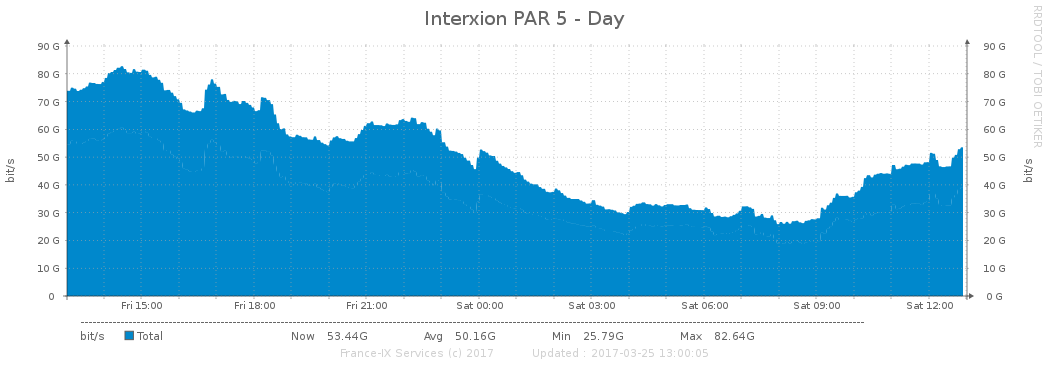 Interxion PAR 5 - Day
RRDTOOL / TOBI OETIKER
90 G 90 G
80 G 80 G
70 G 70 G
60 G 60 G
50 G 50 G
40 G 40 G
30 G 30 G
20 G 20 G
10 G 10 G
0 0 G
bit/s
bit/s
Fri 15:00 Fri 18:00 Fri 21:00 Sat 00:00 Sat 03:00 Sat 06:00 Sat 09:00 Sat 12:00
bit/s Total Now 53.44G Avg 50.16G Min 25.79G Max 82.64G
France-IX Services (c) 2017 Updated : 2017-03-25 13:00:05